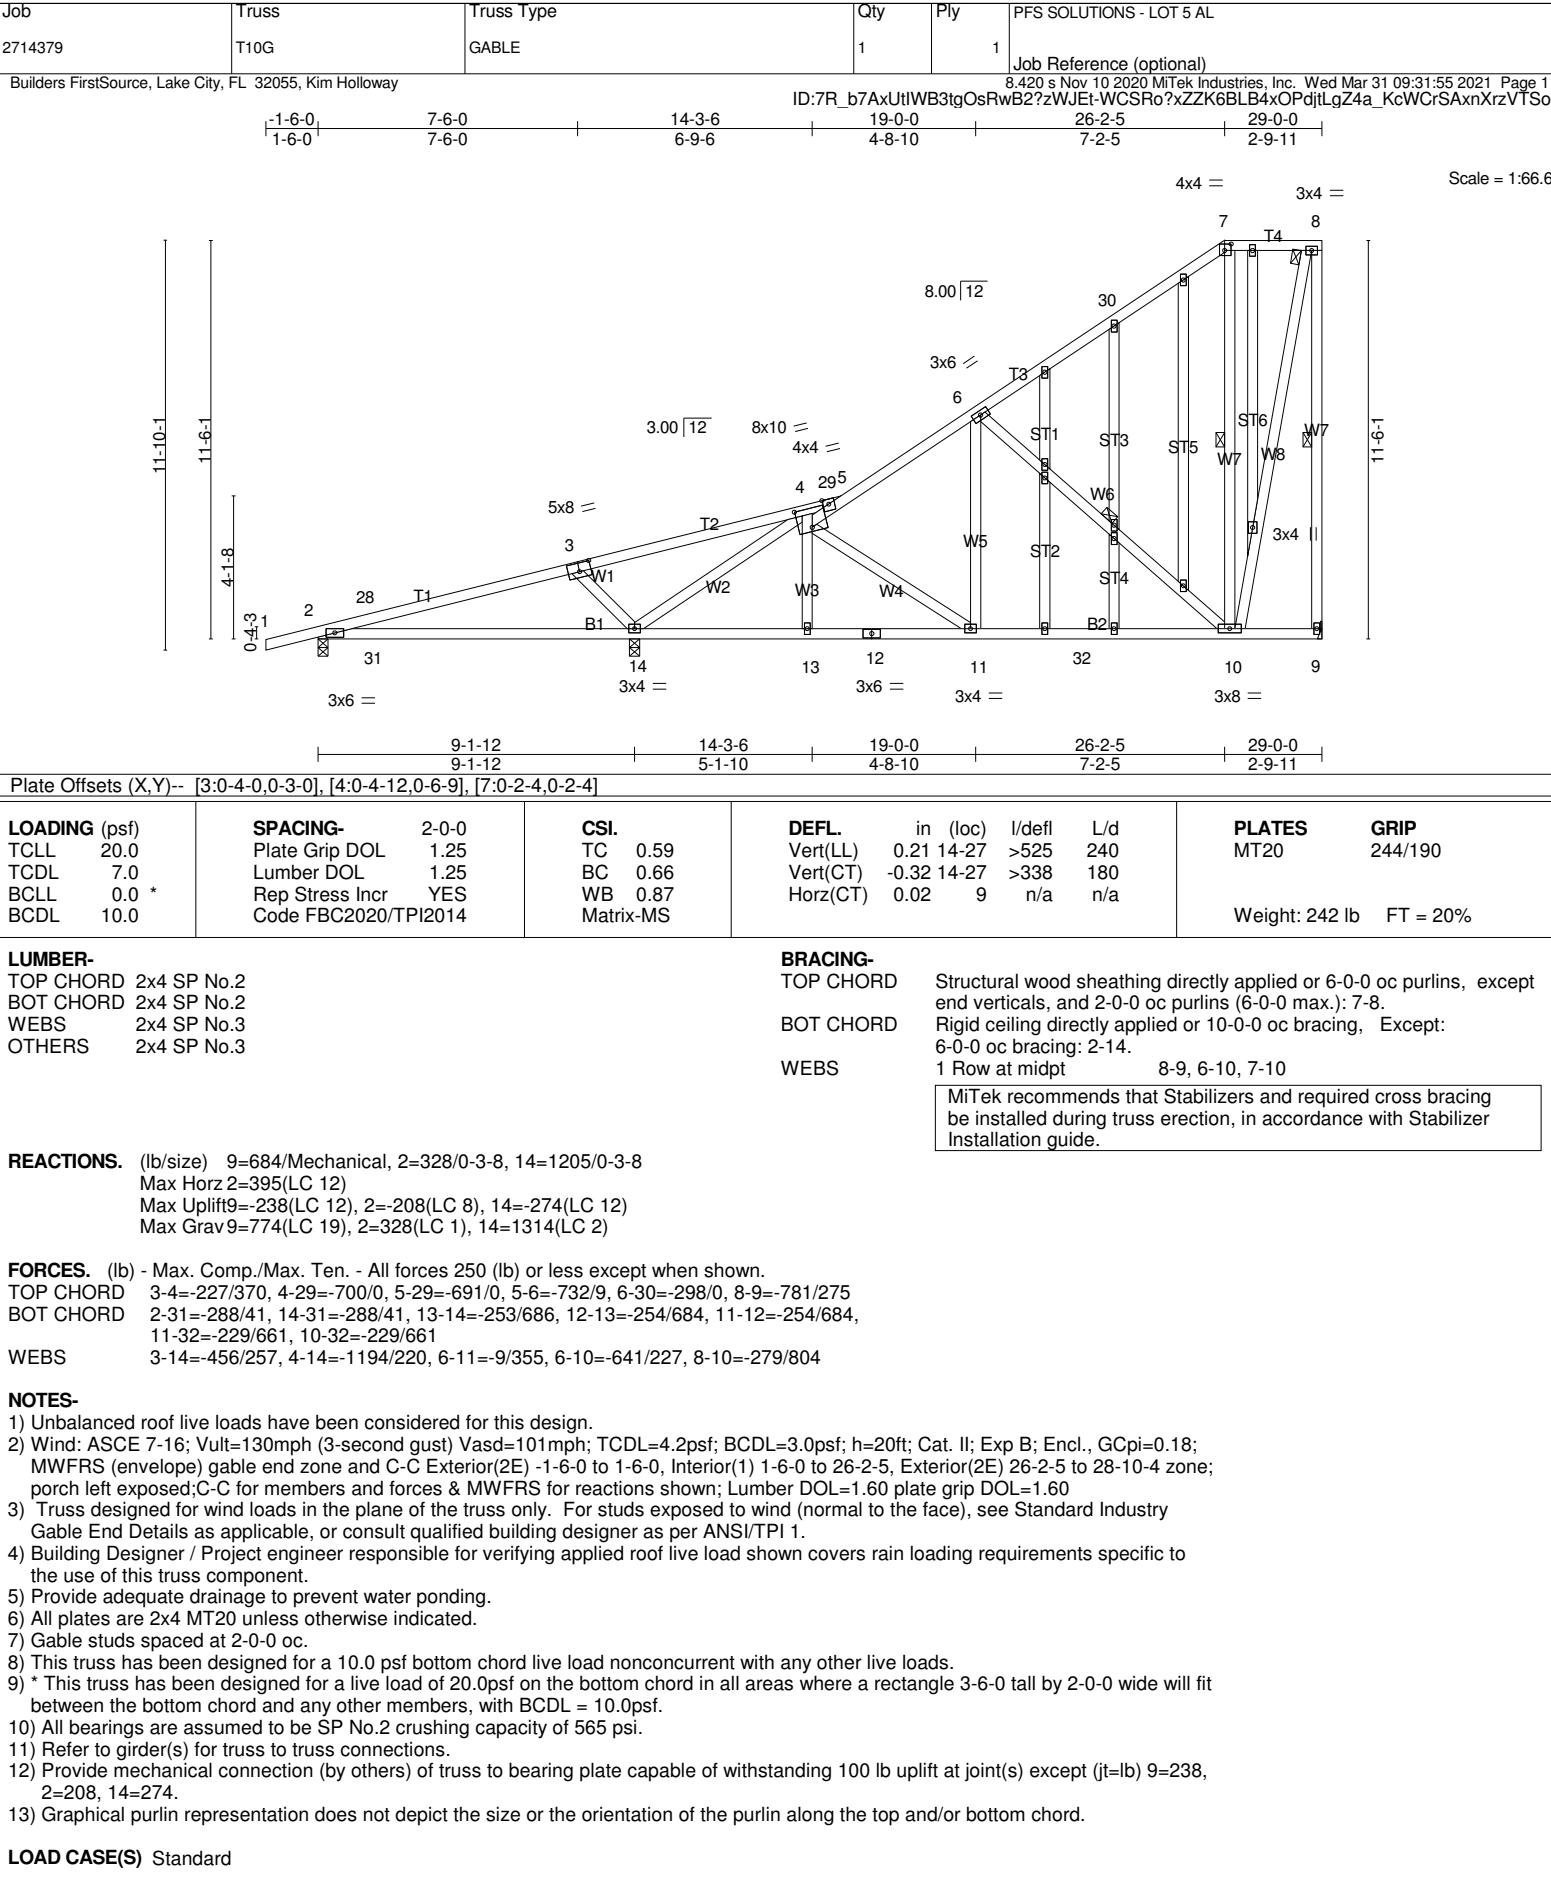 Job Truss Truss Type Qty Ply PFS SOLUTIONS - LOT 5 AL
2714379 T10G GABLE 1 1
Job Reference (optional)
Builders FirstSource, Lake City, FL 32055, Kim Holloway 8.420 s Nov 10 2020 MiTek Industries, Inc. Wed Mar 31 09:31:55 2021 Page 1
ID:7R_b7AxUtIWB3tgOsRwB2?zWJEt-WCSRo?xZZK6BLB4xOPdjtLgZ4a_KcWCrSAxnXrzVTSo
-1-6-0 7-6-0 14-3-6 19-0-0 26-2-5 29-0-0
1-6-0 7-6-0 6-9-6 4-8-10 7-2-5 2-9-11
Scale = 1:66.6
4x4 =
3x4 =
7 8
T4
8.00 12
30
3x6 =
T3
6
11-10-1
11-6-1
11-6-1
3.00 12 8x10 =
4x4 =
ST1 ST3 ST5 ST6 W7 W8 W7
4 29 5
5x8 =
W6
T2
3x4 ||
3
W5
ST2
4-1-8
W1 W2 W3 W4 ST4
28 T1
2
0-4-3
1
B1 B2
31 14 13 12 11 32 10 9
3x6 = 3x4 = 3x6 = 3x4 = 3x8 =
9-1-12 14-3-6 19-0-0 26-2-5 29-0-0
9-1-12 5-1-10 4-8-10 7-2-5 2-9-11
Plate Offsets (X,Y)-- [3:0-4-0,0-3-0], [4:0-4-12,0-6-9], [7:0-2-4,0-2-4]
LOADING (psf) SPACING- 2-0-0 CSI. DEFL. in (loc) l/defl L/d PLATES GRIP
TCLL 20.0 Plate Grip DOL 1.25 TC 0.59 Vert(LL) 0.21 14-27 >525 240 MT20 244/190
TCDL 7.0 Lumber DOL 1.25 BC 0.66 Vert(CT) -0.32 14-27 >338 180
BCLL 0.0 * Rep Stress Incr YES WB 0.87 Horz(CT) 0.02 9 n/a n/a
BCDL 10.0 Code FBC2020/TPI2014 Matrix-MS Weight: 242 lb FT = 20%
LUMBER-
TOP CHORD 2x4 SP No.2
BOT CHORD 2x4 SP No.2
WEBS 2x4 SP No.3
OTHERS 2x4 SP No.3
BRACING-
TOP CHORD Structural wood sheathing directly applied or 6-0-0 oc purlins, except
end verticals, and 2-0-0 oc purlins (6-0-0 max.): 7-8.
BOT CHORD Rigid ceiling directly applied or 10-0-0 oc bracing, Except:
6-0-0 oc bracing: 2-14.
WEBS 1 Row at midpt 8-9, 6-10, 7-10
MiTek recommends that Stabilizers and required cross bracing
be installed during truss erection, in accordance with Stabilizer
Installation guide.
REACTIONS. (lb/size) 9=684/Mechanical, 2=328/0-3-8, 14=1205/0-3-8
Max Horz 2=395(LC 12)
Max Uplift9=-238(LC 12), 2=-208(LC 8), 14=-274(LC 12)
Max Grav9=774(LC 19), 2=328(LC 1), 14=1314(LC 2)
FORCES. (lb) - Max. Comp./Max. Ten. - All forces 250 (lb) or less except when shown.
TOP CHORD 3-4=-227/370, 4-29=-700/0, 5-29=-691/0, 5-6=-732/9, 6-30=-298/0, 8-9=-781/275
BOT CHORD 2-31=-288/41, 14-31=-288/41, 13-14=-253/686, 12-13=-254/684, 11-12=-254/684,
11-32=-229/661, 10-32=-229/661
WEBS 3-14=-456/257, 4-14=-1194/220, 6-11=-9/355, 6-10=-641/227, 8-10=-279/804
NOTES-
1) Unbalanced roof live loads have been considered for this design.
2) Wind: ASCE 7-16; Vult=130mph (3-second gust) Vasd=101mph; TCDL=4.2psf; BCDL=3.0psf; h=20ft; Cat. II; Exp B; Encl., GCpi=0.18;
MWFRS (envelope) gable end zone and C-C Exterior(2E) -1-6-0 to 1-6-0, Interior(1) 1-6-0 to 26-2-5, Exterior(2E) 26-2-5 to 28-10-4 zone;
porch left exposed;C-C for members and forces & MWFRS for reactions shown; Lumber DOL=1.60 plate grip DOL=1.60
3) Truss designed for wind loads in the plane of the truss only. For studs exposed to wind (normal to the face), see Standard Industry
Gable End Details as applicable, or consult qualified building designer as per ANSI/TPI 1.
4) Building Designer / Project engineer responsible for verifying applied roof live load shown covers rain loading requirements specific to
the use of this truss component.
5) Provide adequate drainage to prevent water ponding.
6) All plates are 2x4 MT20 unless otherwise indicated.
7) Gable studs spaced at 2-0-0 oc.
8) This truss has been designed for a 10.0 psf bottom chord live load nonconcurrent with any other live loads.
9) * This truss has been designed for a live load of 20.0psf on the bottom chord in all areas where a rectangle 3-6-0 tall by 2-0-0 wide will fit
between the bottom chord and any other members, with BCDL = 10.0psf.
10) All bearings are assumed to be SP No.2 crushing capacity of 565 psi.
11) Refer to girder(s) for truss to truss connections.
12) Provide mechanical connection (by others) of truss to bearing plate capable of withstanding 100 lb uplift at joint(s) except (jt=lb) 9=238,
2=208, 14=274.
13) Graphical purlin representation does not depict the size or the orientation of the purlin along the top and/or bottom chord.
LOAD CASE(S) Standard